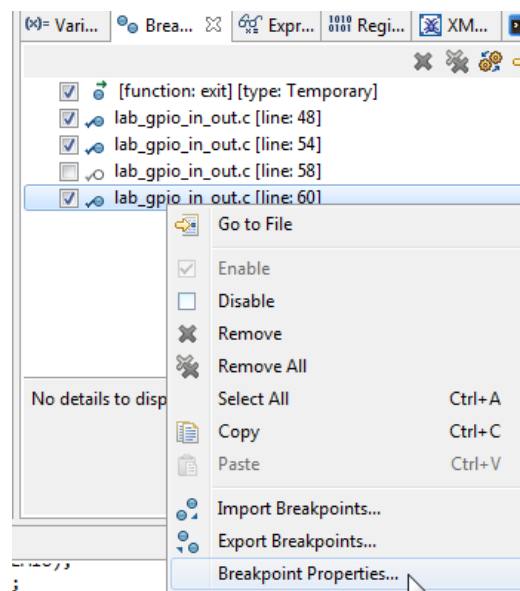 (x)= Vari... Brea... Expr... 1010 0101 Regi... XM...
[function: exit] [type: Temporary]
lab_gpio_in_out.c [line: 48]
lab_gpio_in_out.c [line: 54]
lab_gpio_in_out.c [line: 58]
lab_gpio_in_out.c [line: 60]
Go to File
Enable
Disable
Remove
Remove All
No details to disp
Select All Ctrl+A
Copy Ctrl+C
Paste Ctrl+V
Import Breakpoints...
Export Breakpoints...
Breakpoint Properties...
;